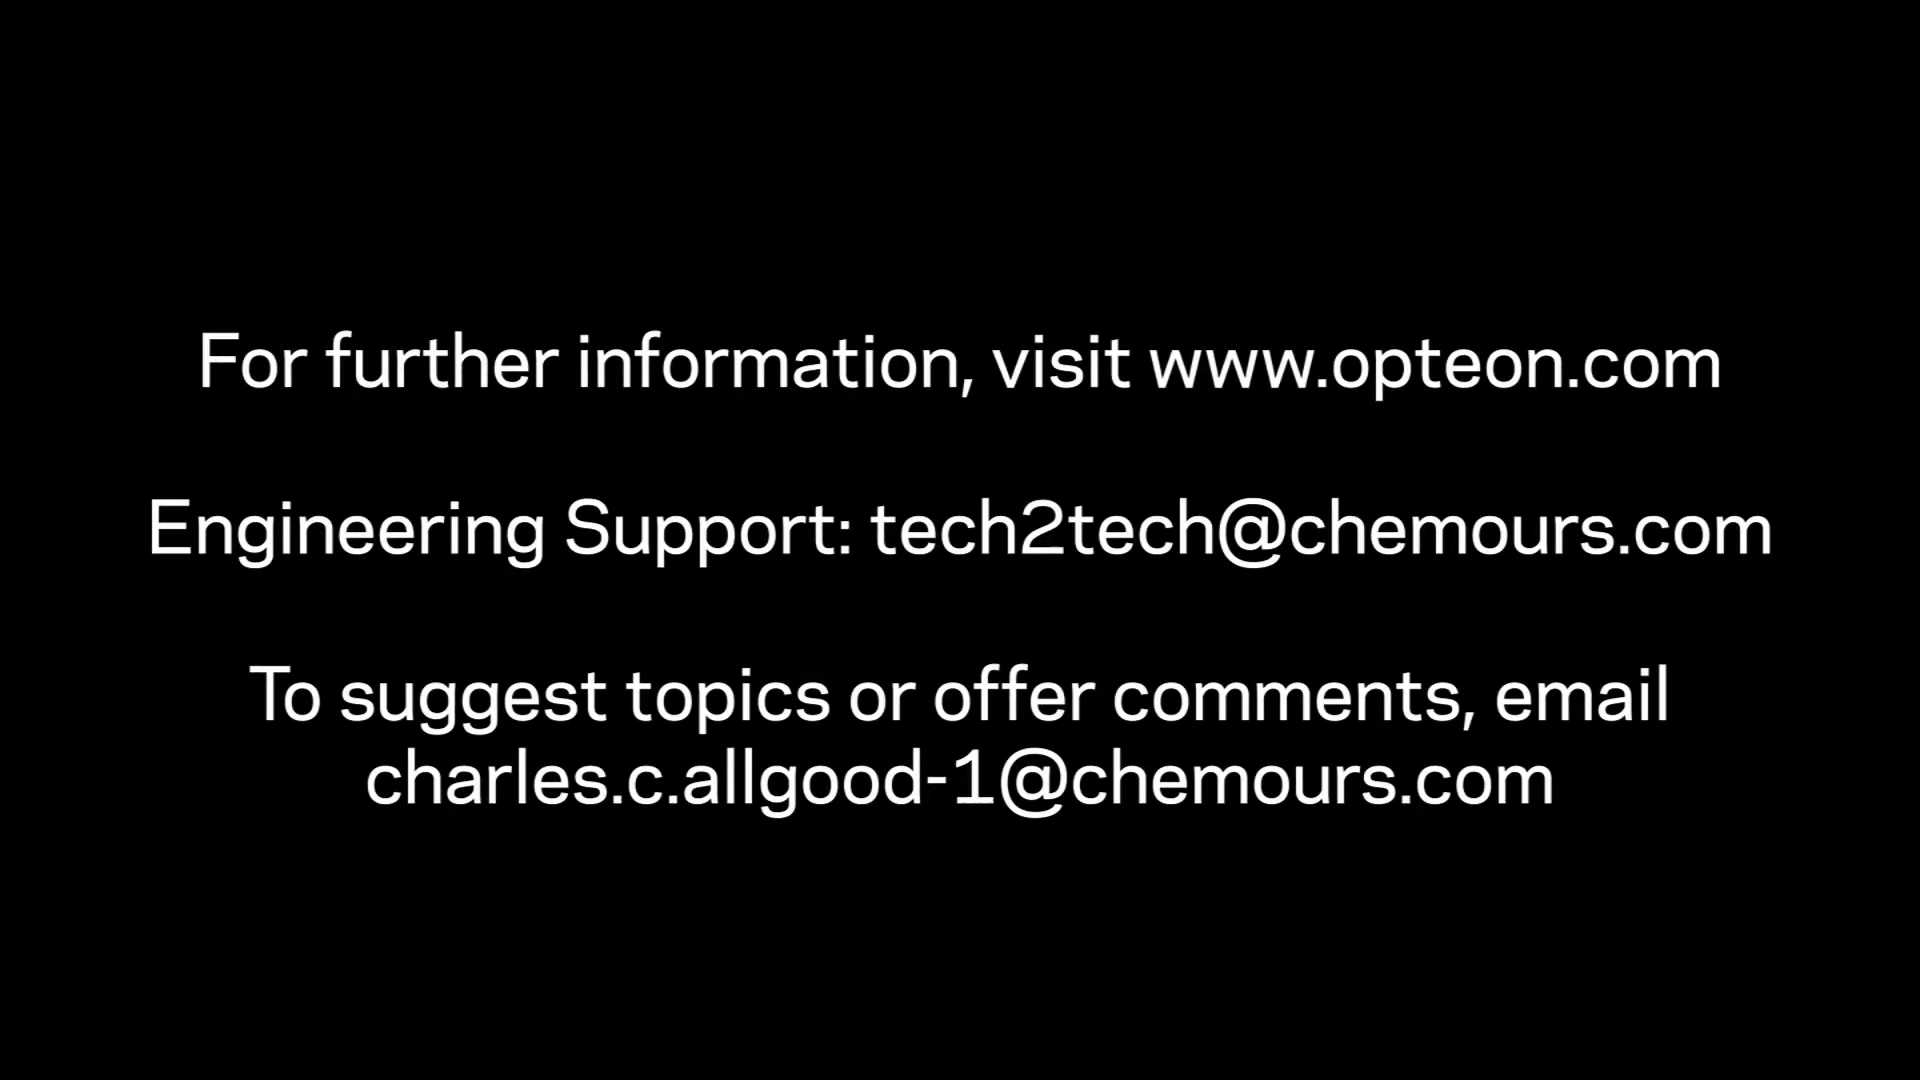 For further information, visit www.opteon.com
Engineering Support: tech2tech@chemours.com
To suggest topics or offer comments, email
charles.c.allgood-1@chemours.com